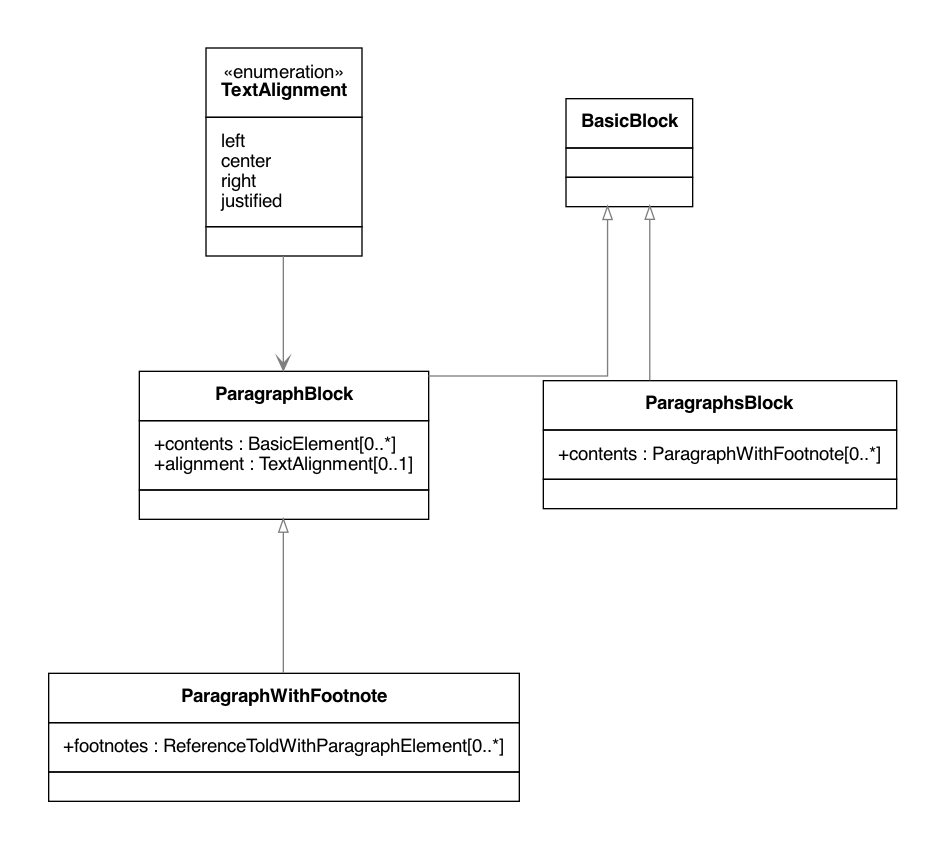 «enumeration»
TextAlignment
left
center
right
justified
BasicBlock
ParagraphBlock
+contents : BasicElement[0..*]
+alignment : TextAlignment[0..1]
ParagraphsBlock
+contents : ParagraphWithFootnote[0..*]
ParagraphWithFootnote
+footnotes : ReferenceToIdWithParagraphElement[0..*]